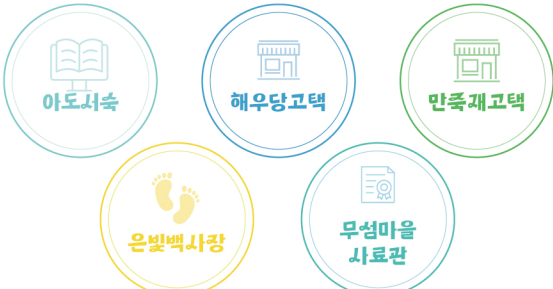 아도서숙
해우당고택
만죽재고택
은빛백사장
무섬마을
사료관